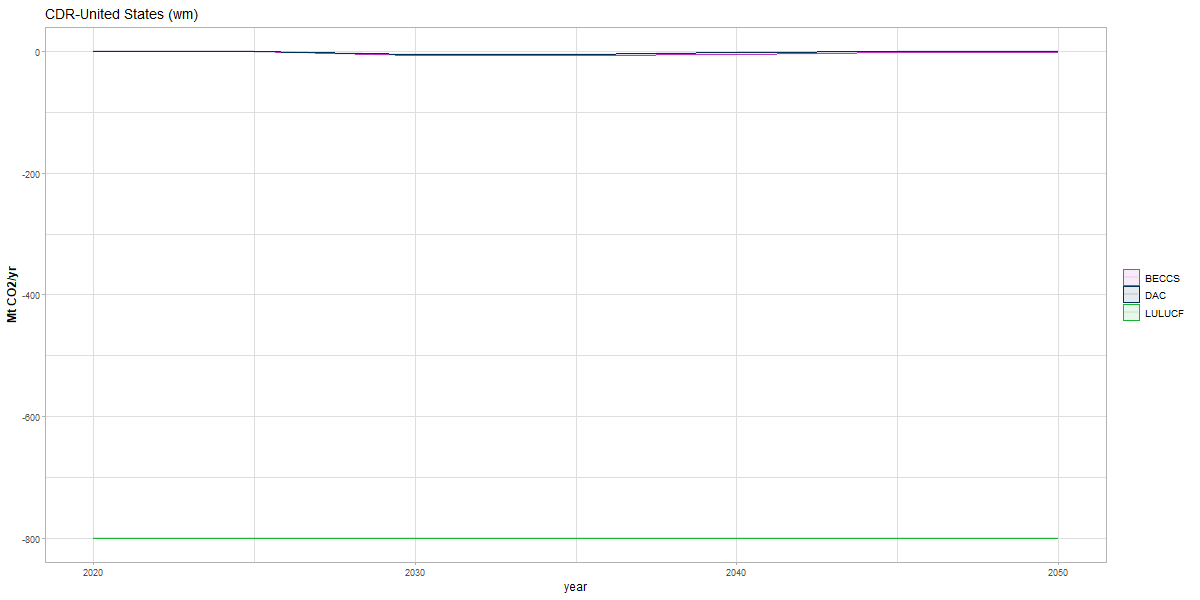 CDR-United States (wm)
Mt CO2/yr
0
-200
-400
-600
-800
2020
2030
2040
2050
year
BECCS
DAC
LULUCF